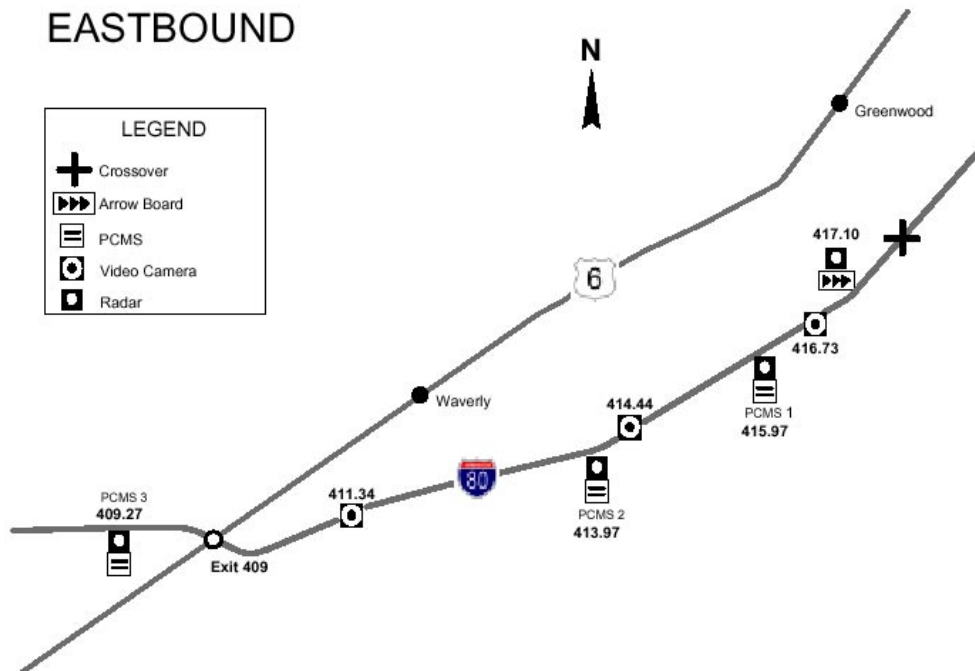 EASTBOUND
N
LEGEND
Crossover
Arrow Board
PCMS
Video Camera
Radar
Greenwood
417.10
6
416.73
Waverly
414.44
PCMS 1
415.97
80
411.34
PCMS 3
409.27
PCMS 2
413.97
Exit 409